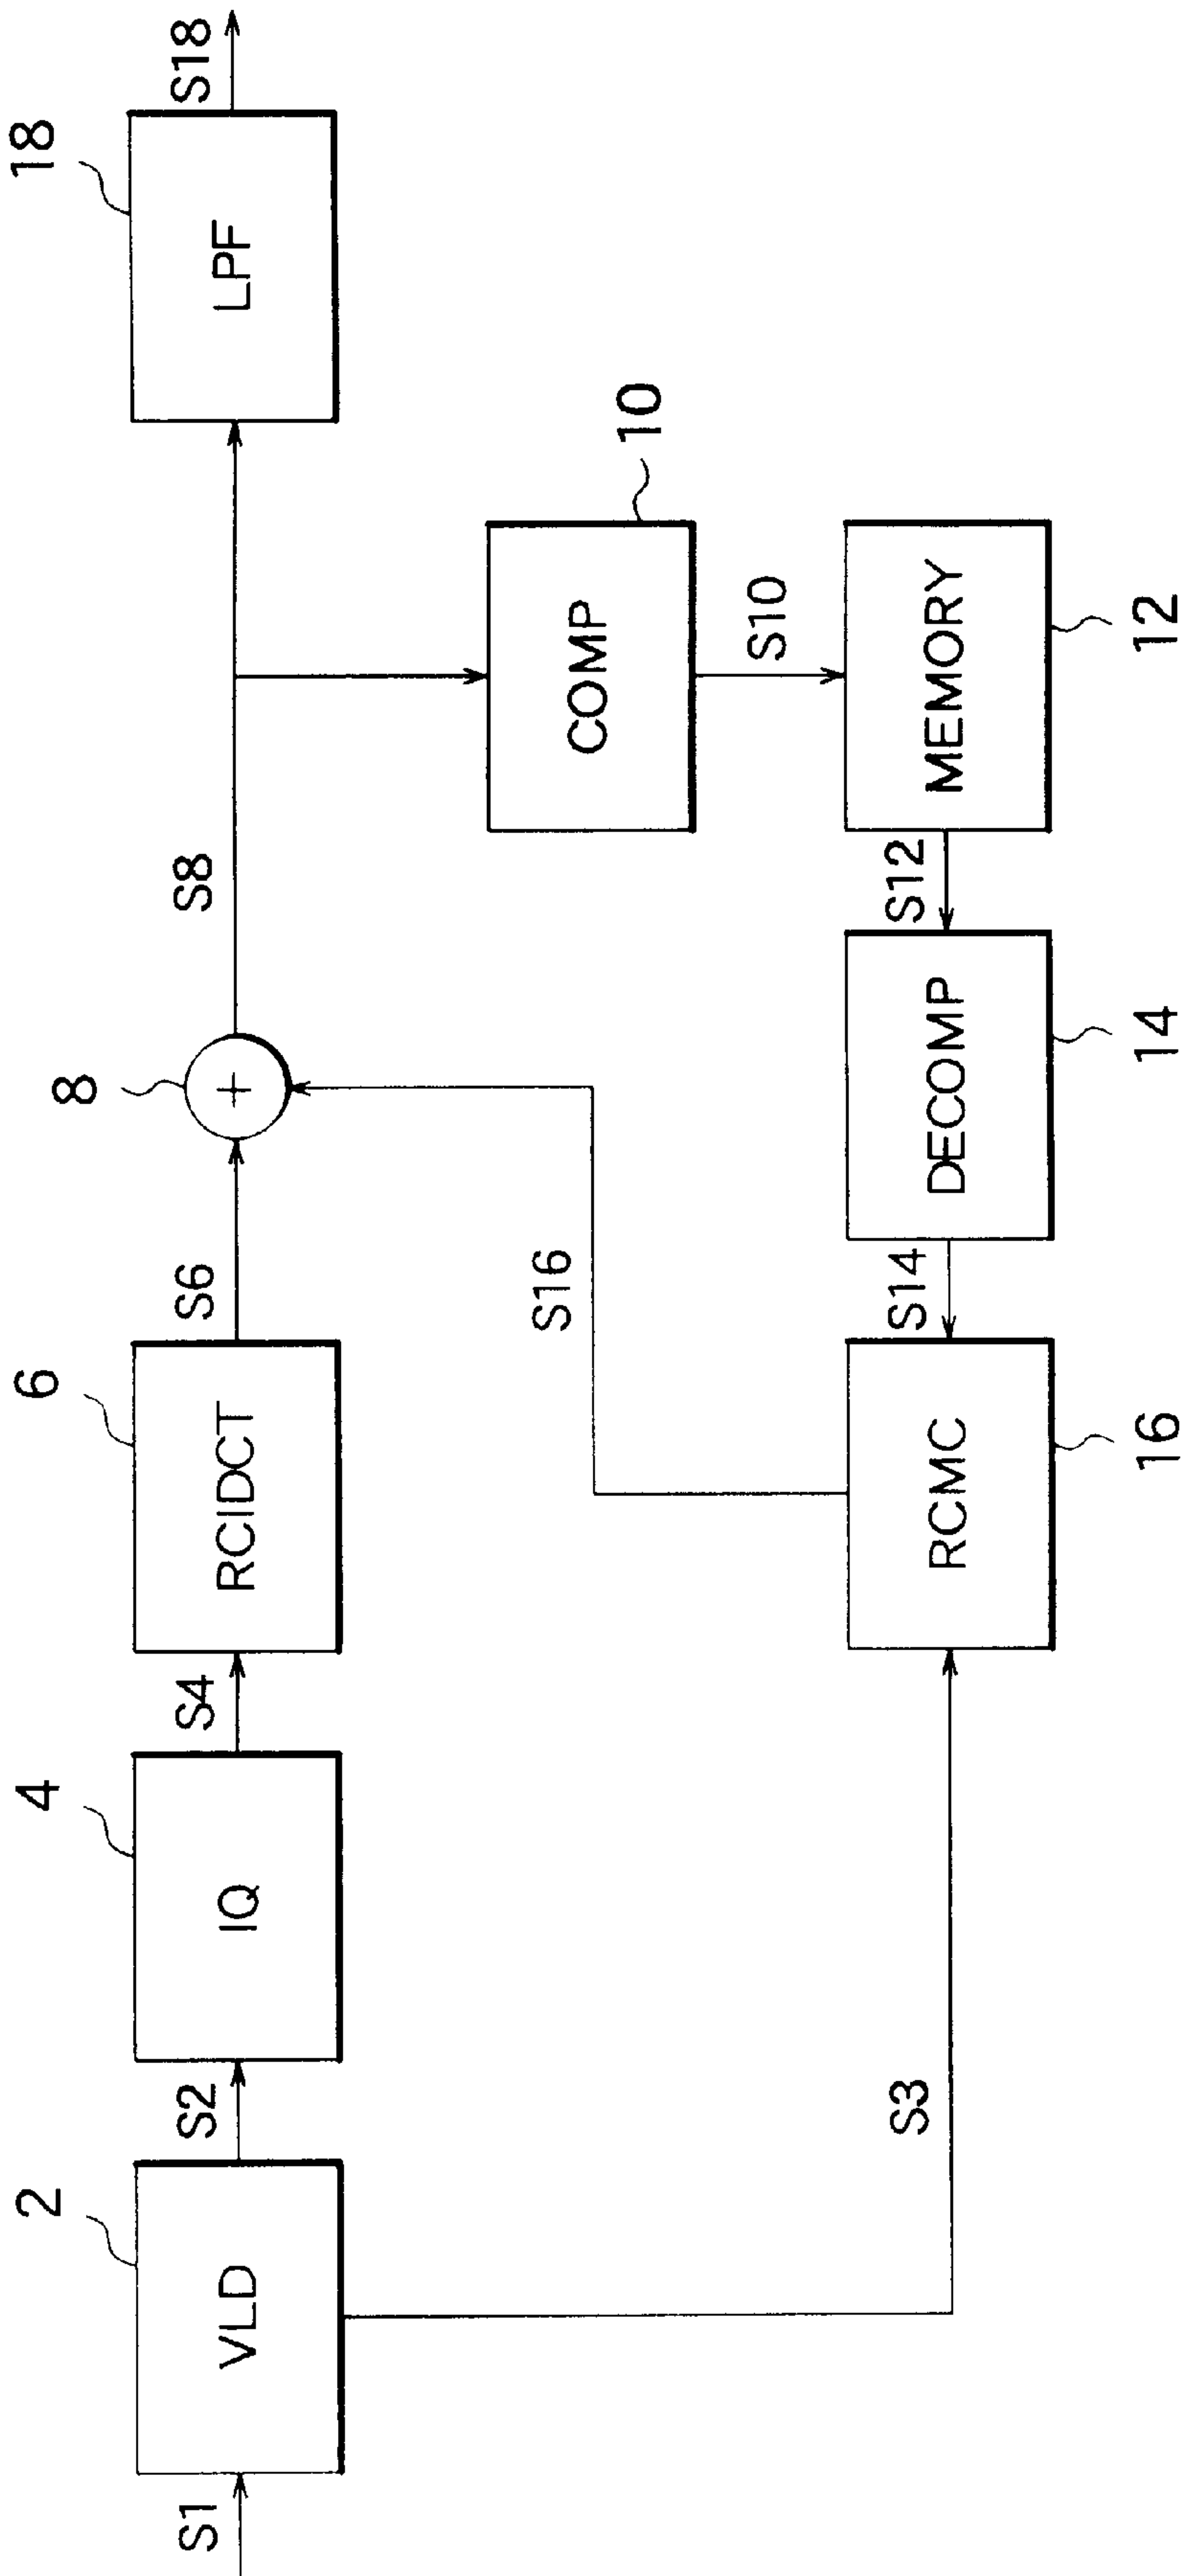 2
4
6
8
18
S1
VLD
S2
IQ
S4
RCIDCT
S6
+
S8
LPF
S18
S16
COMP
10
S10
S3
RCMC
S14
DECOMP
S12
MEMORY
16
14
12